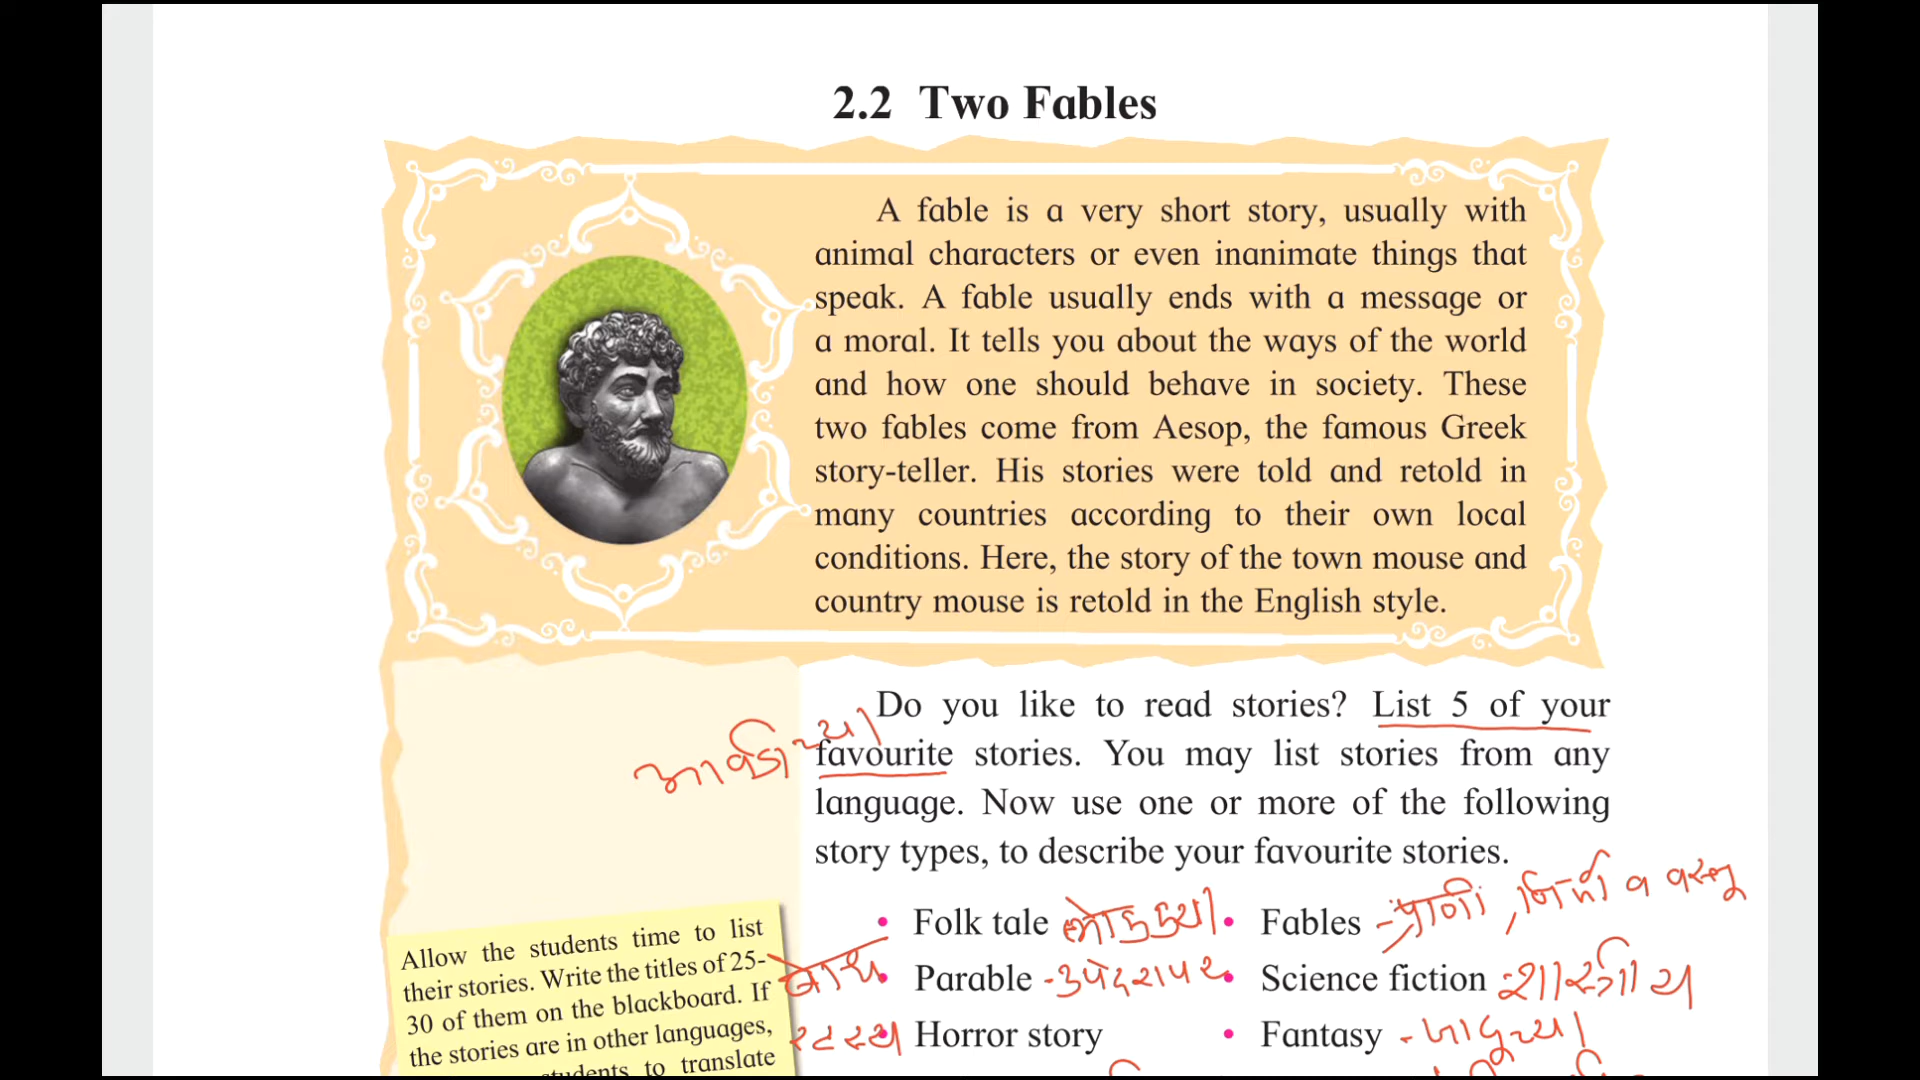 2.2 Two Fables
A fable is a very short story, usually with
animal characters or even inanimate things that
speak. A fable usually ends with a message or
a moral. It tells you about the ways of the world
and how one should behave in society. These
two fables come from Aesop, the famous Greek
story-teller. His stories were told and retold in
many countries according to their own local
conditions. Here, the story of the town mouse and
country mouse is retold in the English style.
Do you like to read stories? List 5 of your
आवडीच्या
favourite stories. You may list stories from any
language. Now use one or more of the following
story types, to describe your favourite stories.
• Folk tale लोककथा • Fables - प्राणी, निर्जीव वस्तू
बोध • Parable - उपदेशपर • Science fiction - शास्त्रीय
रहस्य • Horror story • Fantasy - जादूच्या
Allow the students time to list
their stories. Write the titles of 25-
30 of them on the blackboard. If
the stories are in other languages,
to translate